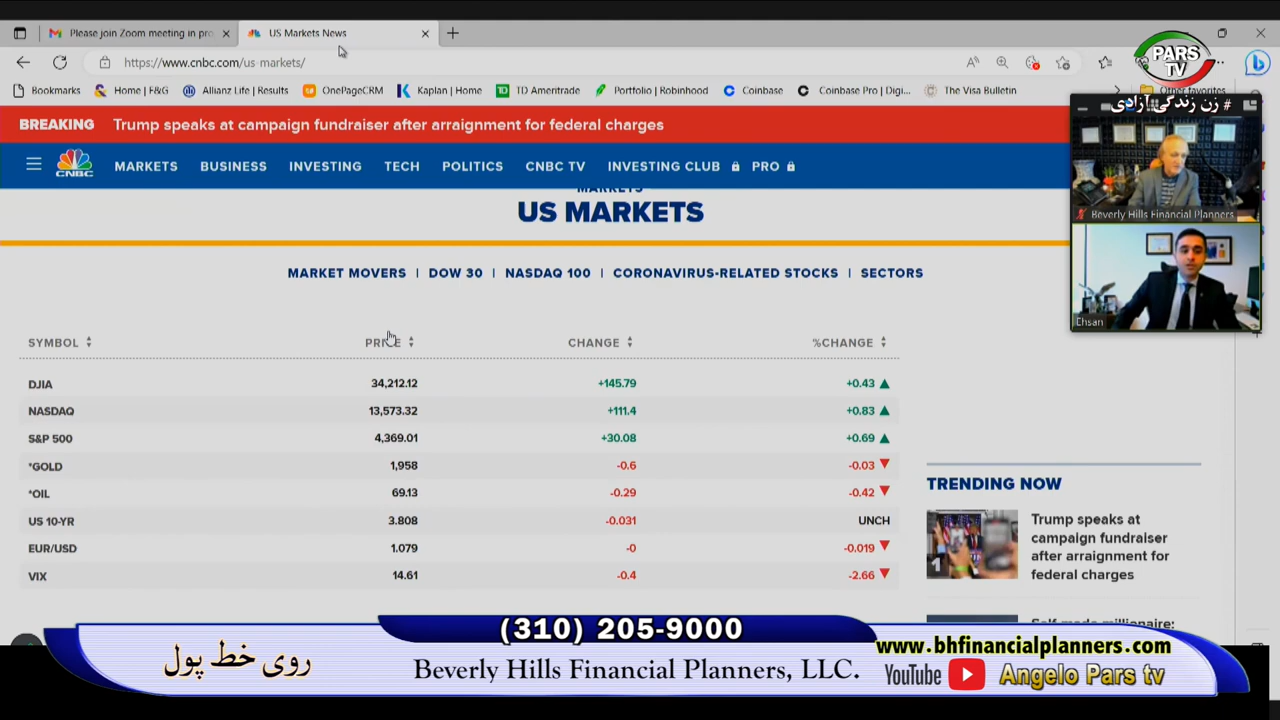 Please join Zoom meeting in pro
US Markets News
https://www.cnbc.com/us-markets/
Bookmarks
Home | F&G
Allianz Life | Results
OnePageCRM
Kaplan | Home
TD Ameritrade
Portfolio | Robinhood
Coinbase
Coinbase Pro | Digi...
The Visa Bulletin
Other favorites
PARS
TV
# زن زندگی آزادی
BREAKING Trump speaks at campaign fundraiser after arraignment for federal charges
CNBC
MARKETS BUSINESS INVESTING TECH POLITICS CNBC TV INVESTING CLUB PRO
Beverly Hills Financial Planners
Ehsan
MARKETS
US MARKETS
MARKET MOVERS | DOW 30 | NASDAQ 100 | CORONAVIRUS-RELATED STOCKS | SECTORS
SYMBOL PRICE CHANGE %CHANGE
DJIA 34,212.12 +145.79 +0.43
NASDAQ 13,573.32 +111.4 +0.83
S&P 500 4,369.01 +30.08 +0.69
*GOLD 1,958 -0.6 -0.03
*OIL 69.13 -0.29 -0.42
US 10-YR 3.808 -0.031 UNCH
EUR/USD 1.079 -0 -0.019
VIX 14.61 -0.4 -2.66
TRENDING NOW
1
Trump speaks at
campaign fundraiser
after arraignment for
federal charges
Self-made millionaire:
(310) 205-9000
روی خط پول
Beverly Hills Financial Planners, LLC.
www.bhfinancialplanners.com
YouTube Angelo Pars tv